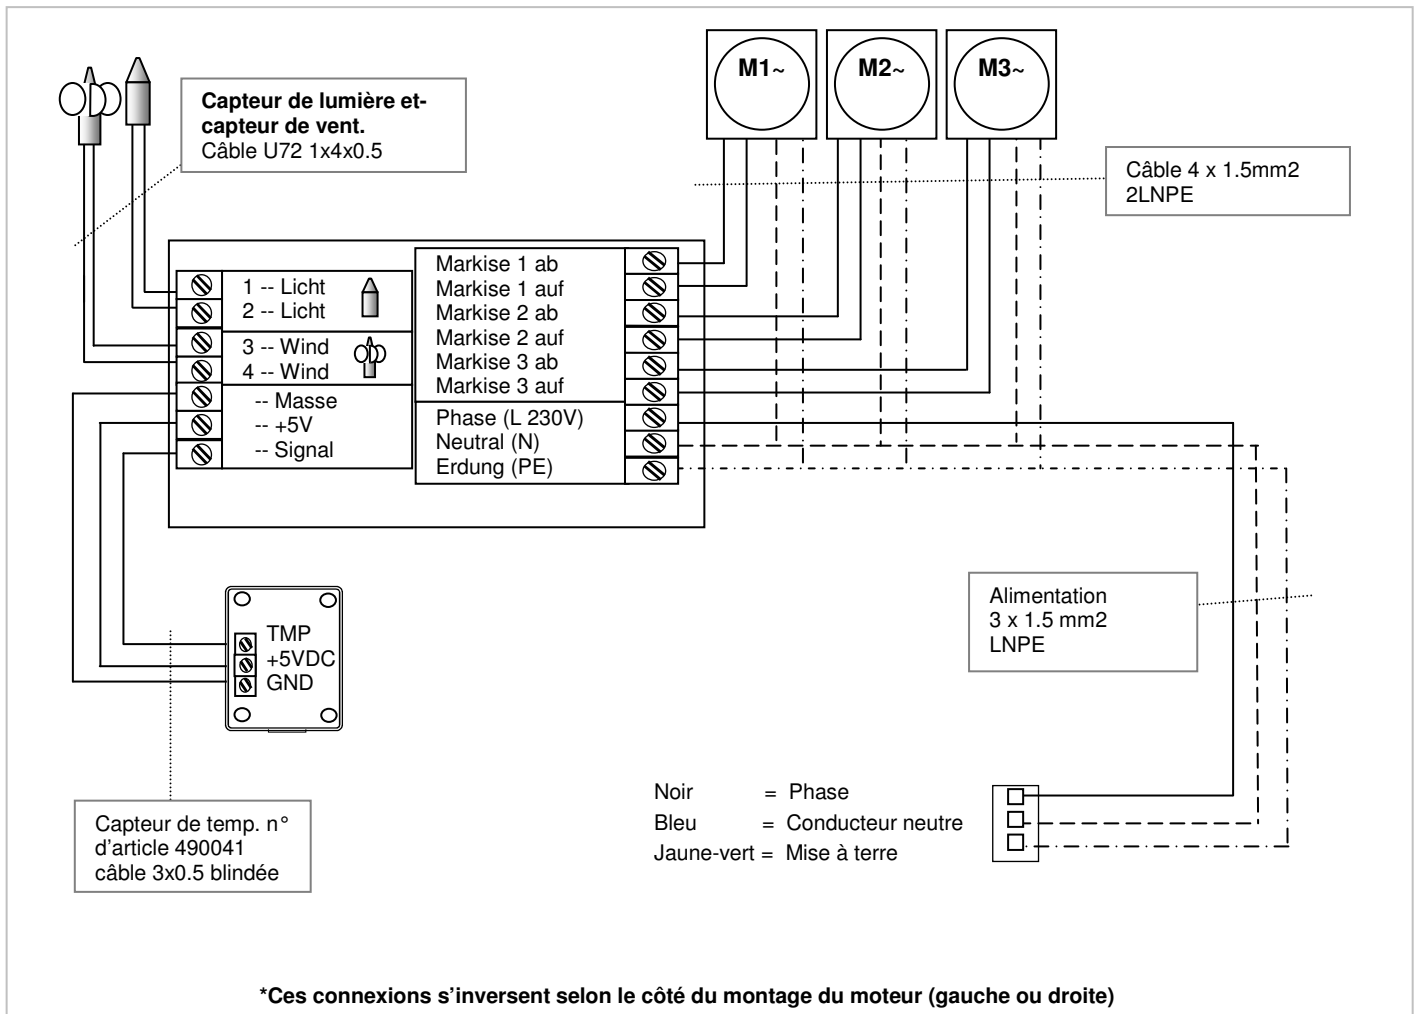 M1~
M2~
M3~
Capteur de lumière et-
capteur de vent.
Câble U72 1x4x0.5
Câble 4 x 1.5mm2
2LNPE
1 -- Licht
2 -- Licht
3 -- Wind
4 -- Wind
-- Masse
-- +5V
-- Signal
Markise 1 ab
Markise 1 auf
Markise 2 ab
Markise 2 auf
Markise 3 ab
Markise 3 auf
Phase (L 230V)
Neutral (N)
Erdung (PE)
Alimentation
3 x 1.5 mm2
LNPE
TMP
+5VDC
GND
Capteur de temp. n°
d'article 490041
câble 3x0.5 blindée
Noir = Phase
Bleu = Conducteur neutre
Jaune-vert = Mise à terre
*Ces connexions s'inversent selon le côté du montage du moteur (gauche ou droite)